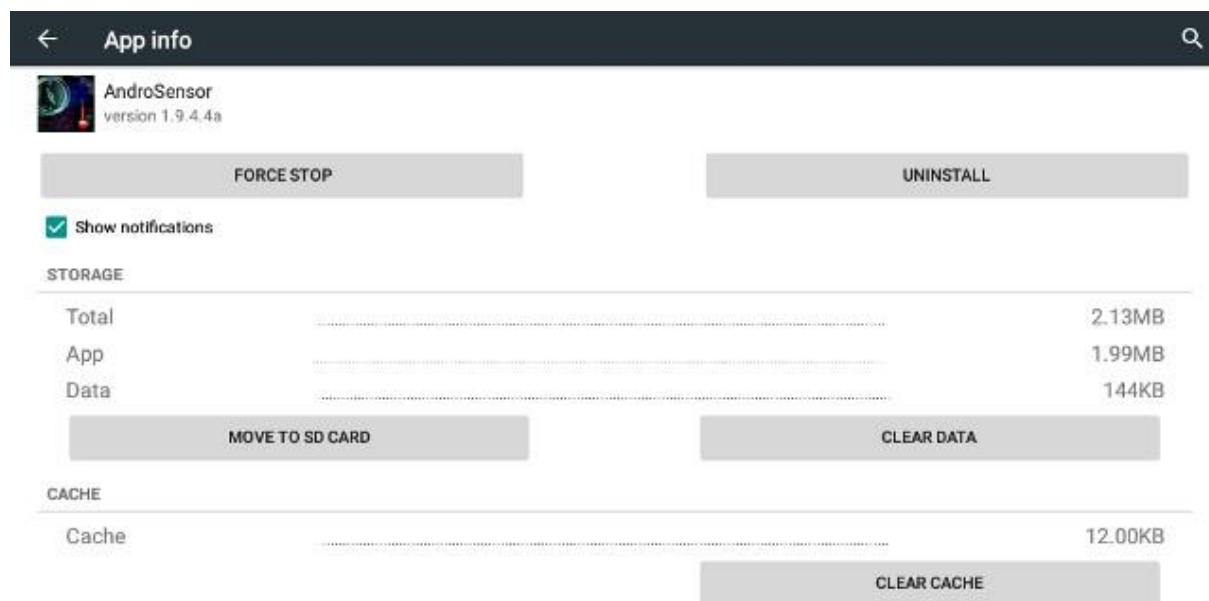 App info
AndroSensor
version 1.9.4.4a
FORCE STOP
UNINSTALL
Show notifications
STORAGE
Total 2.13MB
App 1.99MB
Data 144KB
MOVE TO SD CARD
CLEAR DATA
CACHE
Cache 12.00KB
CLEAR CACHE